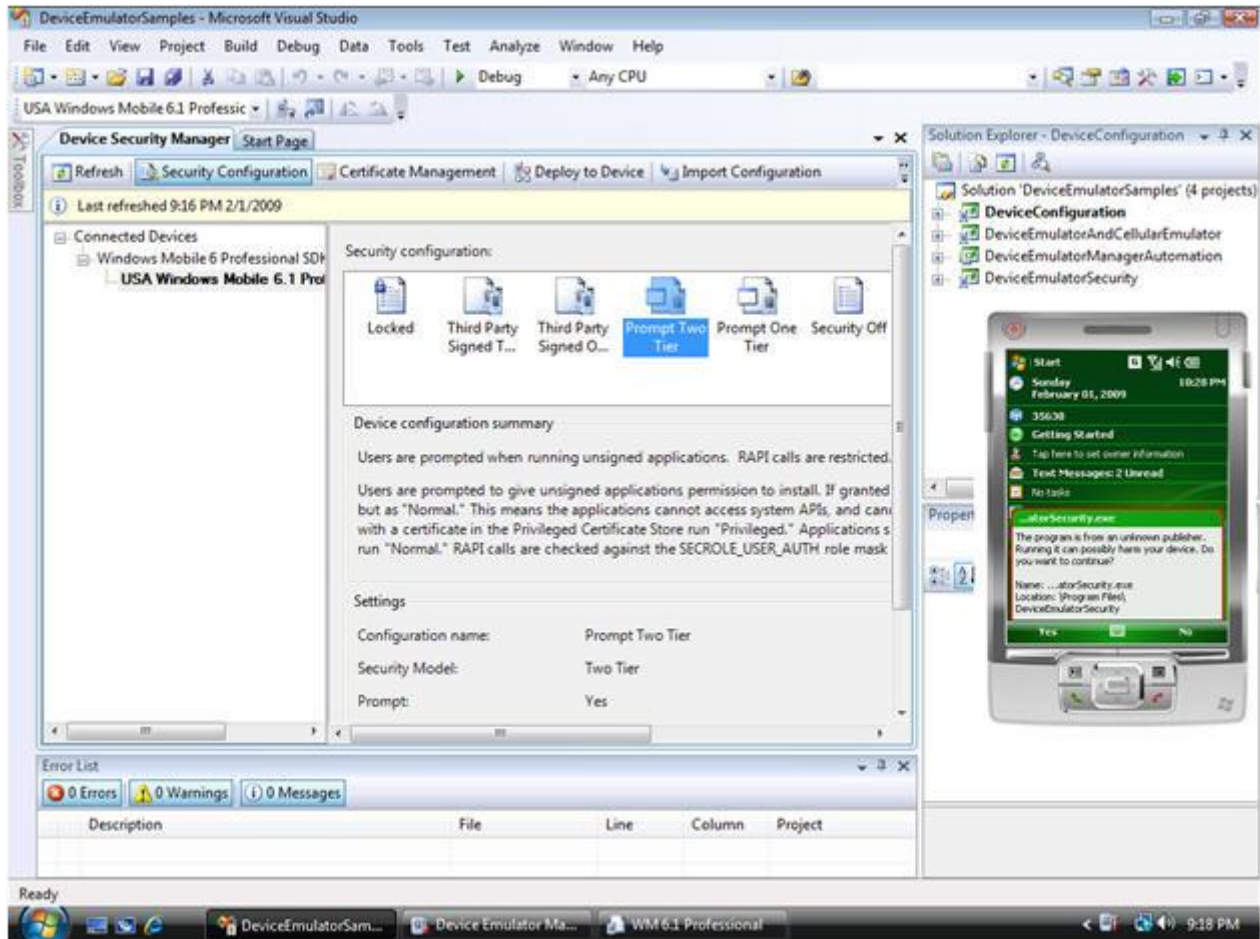 DeviceEmulatorSamples - Microsoft Visual Studio
File Edit View Project Build Debug Data Tools Test Analyze Window Help
Debug Any CPU
USA Windows Mobile 6.1 Professic
Toolbox
Device Security Manager Start Page
Refresh Security Configuration Certificate Management Deploy to Device Import Configuration
Last refreshed 9:16 PM 2/1/2009
Connected Devices
Windows Mobile 6 Professional SDK
USA Windows Mobile 6.1 Pro
Security configuration:
Locked
Third Party Signed T...
Third Party Signed O...
Prompt Two Tier
Prompt One Tier
Security Off
Device configuration summary
Users are prompted when running unsigned applications. RAPI calls are restricted.
Users are prompted to give unsigned applications permission to install. If granted
but as "Normal." This means the applications cannot access system APIs, and can
with a certificate in the Privileged Certificate Store run "Privileged." Applications s
run "Normal." RAPI calls are checked against the SECROLE_USER_AUTH role mask
Settings
Configuration name: Prompt Two Tier
Security Model: Two Tier
Prompt: Yes
Solution Explorer - DeviceConfiguration
Solution 'DeviceEmulatorSamples' (4 projects)
DeviceConfiguration
DeviceEmulatorAndCellularEmulator
DeviceEmulatorManagerAutomation
DeviceEmulatorSecurity
Propert
Start
Sunday 10:28 PM
February 01, 2009
35630
Getting Started
Tap here to set owner information
Text Messages: 2 Unread
No tasks
...atorSecurity.exe
The program is from an unknown publisher.
Running it can possibly harm your device. Do
you want to continue?
Name: ...atorSecurity.exe
Location: \Program Files\
DeviceEmulatorSecurity
Yes No
Error List
0 Errors 0 Warnings 0 Messages
Description File Line Column Project
Ready
DeviceEmulatorSam... Device Emulator Ma... WM 6.1 Professional 9:18 PM